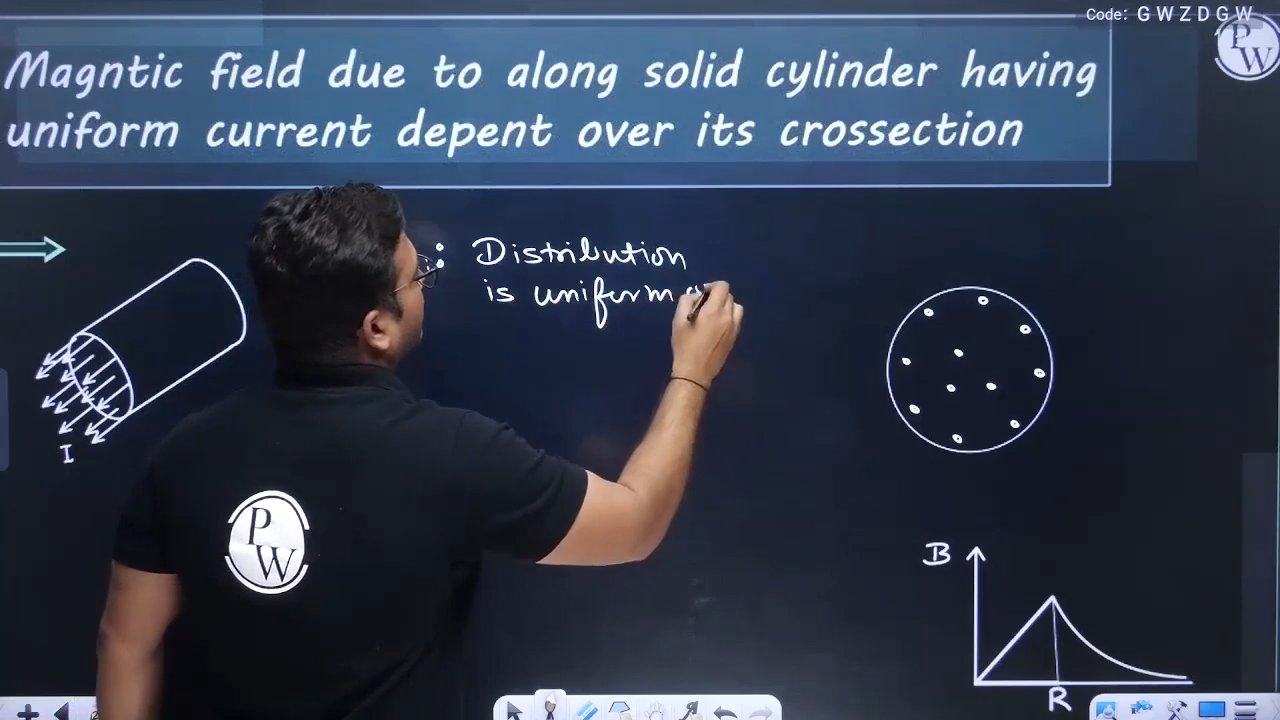 Code: G W Z D G W
P W
Magntic field due to along solid cylinder having
uniform current depent over its crossection
: Distribution
is uniform
I
P W
B
R